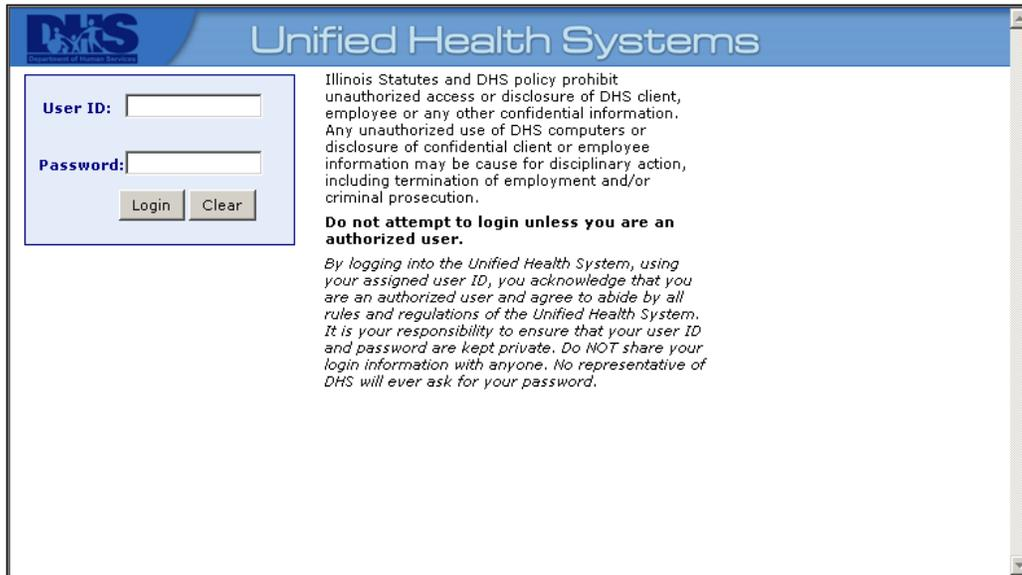 DHS
Department of Human Services
Unified Health Systems
User ID:
Password:
Login Clear
Illinois Statutes and DHS policy prohibit
unauthorized access or disclosure of DHS client,
employee or any other confidential information.
Any unauthorized use of DHS computers or
disclosure of confidential client or employee
information may be cause for disciplinary action,
including termination of employment and/or
criminal prosecution.
Do not attempt to login unless you are an
authorized user.
By logging into the Unified Health System, using
your assigned user ID, you acknowledge that you
are an authorized user and agree to abide by all
rules and regulations of the Unified Health System.
It is your responsibility to ensure that your user ID
and password are kept private. Do NOT share your
login information with anyone. No representative of
DHS will ever ask for your password.